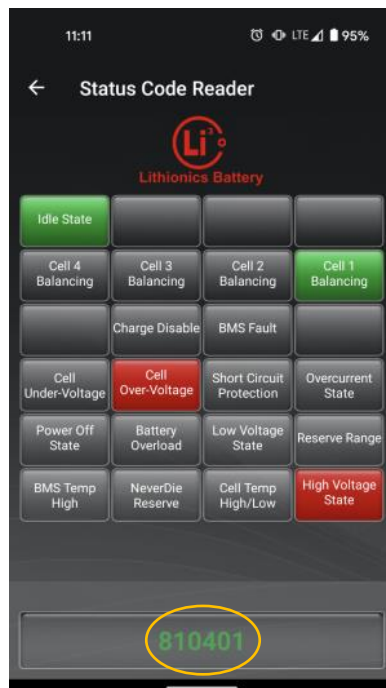 11:11 LTE 95%
Status Code Reader
Li3
Lithionics Battery
Idle State
Cell 4 Balancing
Cell 3 Balancing
Cell 2 Balancing
Cell 1 Balancing
Charge Disable
BMS Fault
Cell Under-Voltage
Cell Over-Voltage
Short Circuit Protection
Overcurrent State
Power Off State
Battery Overload
Low Voltage State
Reserve Range
BMS Temp High
NeverDie Reserve
Cell Temp High/Low
High Voltage State
810401